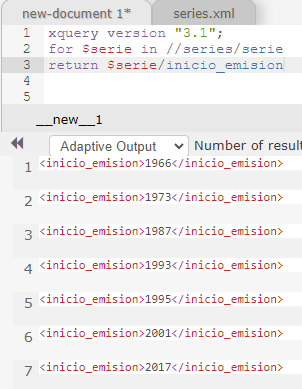 new-document 1* series.xml
1 xquery version "3.1";
2 for $serie in //series/serie
3 return $serie/inicio_emision
4
5
__new__1
Adaptive Output Number of result
1 <inicio_emision>1966</inicio_emision>
2 <inicio_emision>1973</inicio_emision>
3 <inicio_emision>1987</inicio_emision>
4 <inicio_emision>1993</inicio_emision>
5 <inicio_emision>1995</inicio_emision>
6 <inicio_emision>2001</inicio_emision>
7 <inicio_emision>2017</inicio_emision>